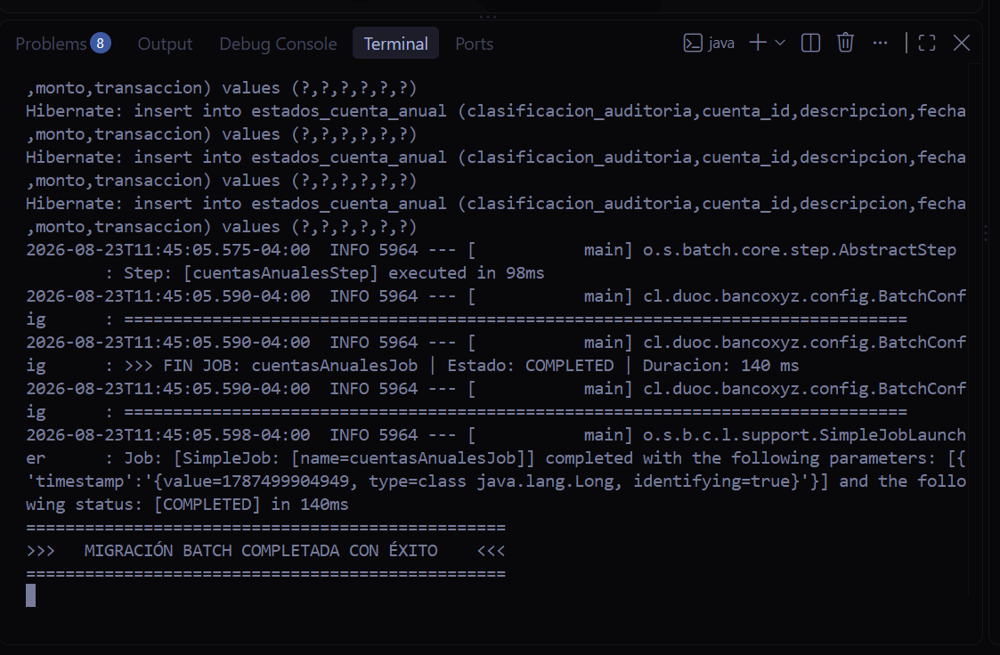 Problems 8 Output Debug Console Terminal Ports java
,monto,transaccion) values (?,?,?,?,?,?)
Hibernate: insert into estados_cuenta_anual (clasificacion_auditoria,cuenta_id,descripcion,fecha
,monto,transaccion) values (?,?,?,?,?,?)
Hibernate: insert into estados_cuenta_anual (clasificacion_auditoria,cuenta_id,descripcion,fecha
,monto,transaccion) values (?,?,?,?,?,?)
Hibernate: insert into estados_cuenta_anual (clasificacion_auditoria,cuenta_id,descripcion,fecha
,monto,transaccion) values (?,?,?,?,?,?)
2026-08-23T11:45:05.575-04:00  INFO 5964 --- [           main] o.s.batch.core.step.AbstractStep
        : Step: [cuentasAnualesStep] executed in 98ms
2026-08-23T11:45:05.590-04:00  INFO 5964 --- [           main] cl.duoc.bancoxyz.config.BatchConf
ig      : ================================================================================
2026-08-23T11:45:05.590-04:00  INFO 5964 --- [           main] cl.duoc.bancoxyz.config.BatchConf
ig      : >>> FIN JOB: cuentasAnualesJob | Estado: COMPLETED | Duracion: 140 ms
2026-08-23T11:45:05.590-04:00  INFO 5964 --- [           main] cl.duoc.bancoxyz.config.BatchConf
ig      : ================================================================================
2026-08-23T11:45:05.598-04:00  INFO 5964 --- [           main] o.s.b.c.l.support.SimpleJobLaunch
er      : Job: [SimpleJob: [name=cuentasAnualesJob]] completed with the following parameters: [{
'timestamp':'{value=1787499904949, type=class java.lang.Long, identifying=true}'}] and the follo
wing status: [COMPLETED] in 140ms
=================================================
>>>   MIGRACIÓN BATCH COMPLETADA CON ÉXITO    <<<
=================================================